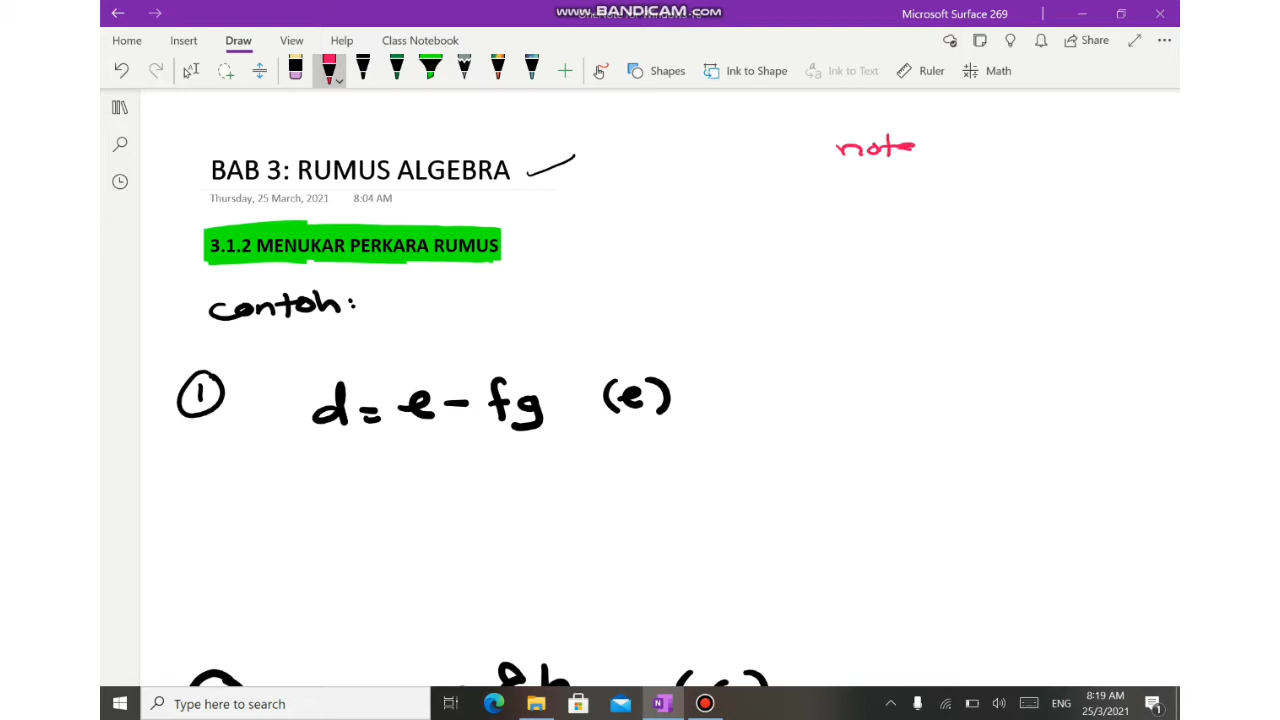 www.BANDICAM.com
Microsoft Surface 269
Home Insert Draw View Help Class Notebook
Share
Shapes Ink to Shape Ink to Text Ruler Math
note
BAB 3: RUMUS ALGEBRA
Thursday, 25 March, 2021 8:04 AM
3.1.2 MENUKAR PERKARA RUMUS
contoh:
1 d = e - fg (e)
Type here to search
ENG
8:19 AM
25/3/2021
1